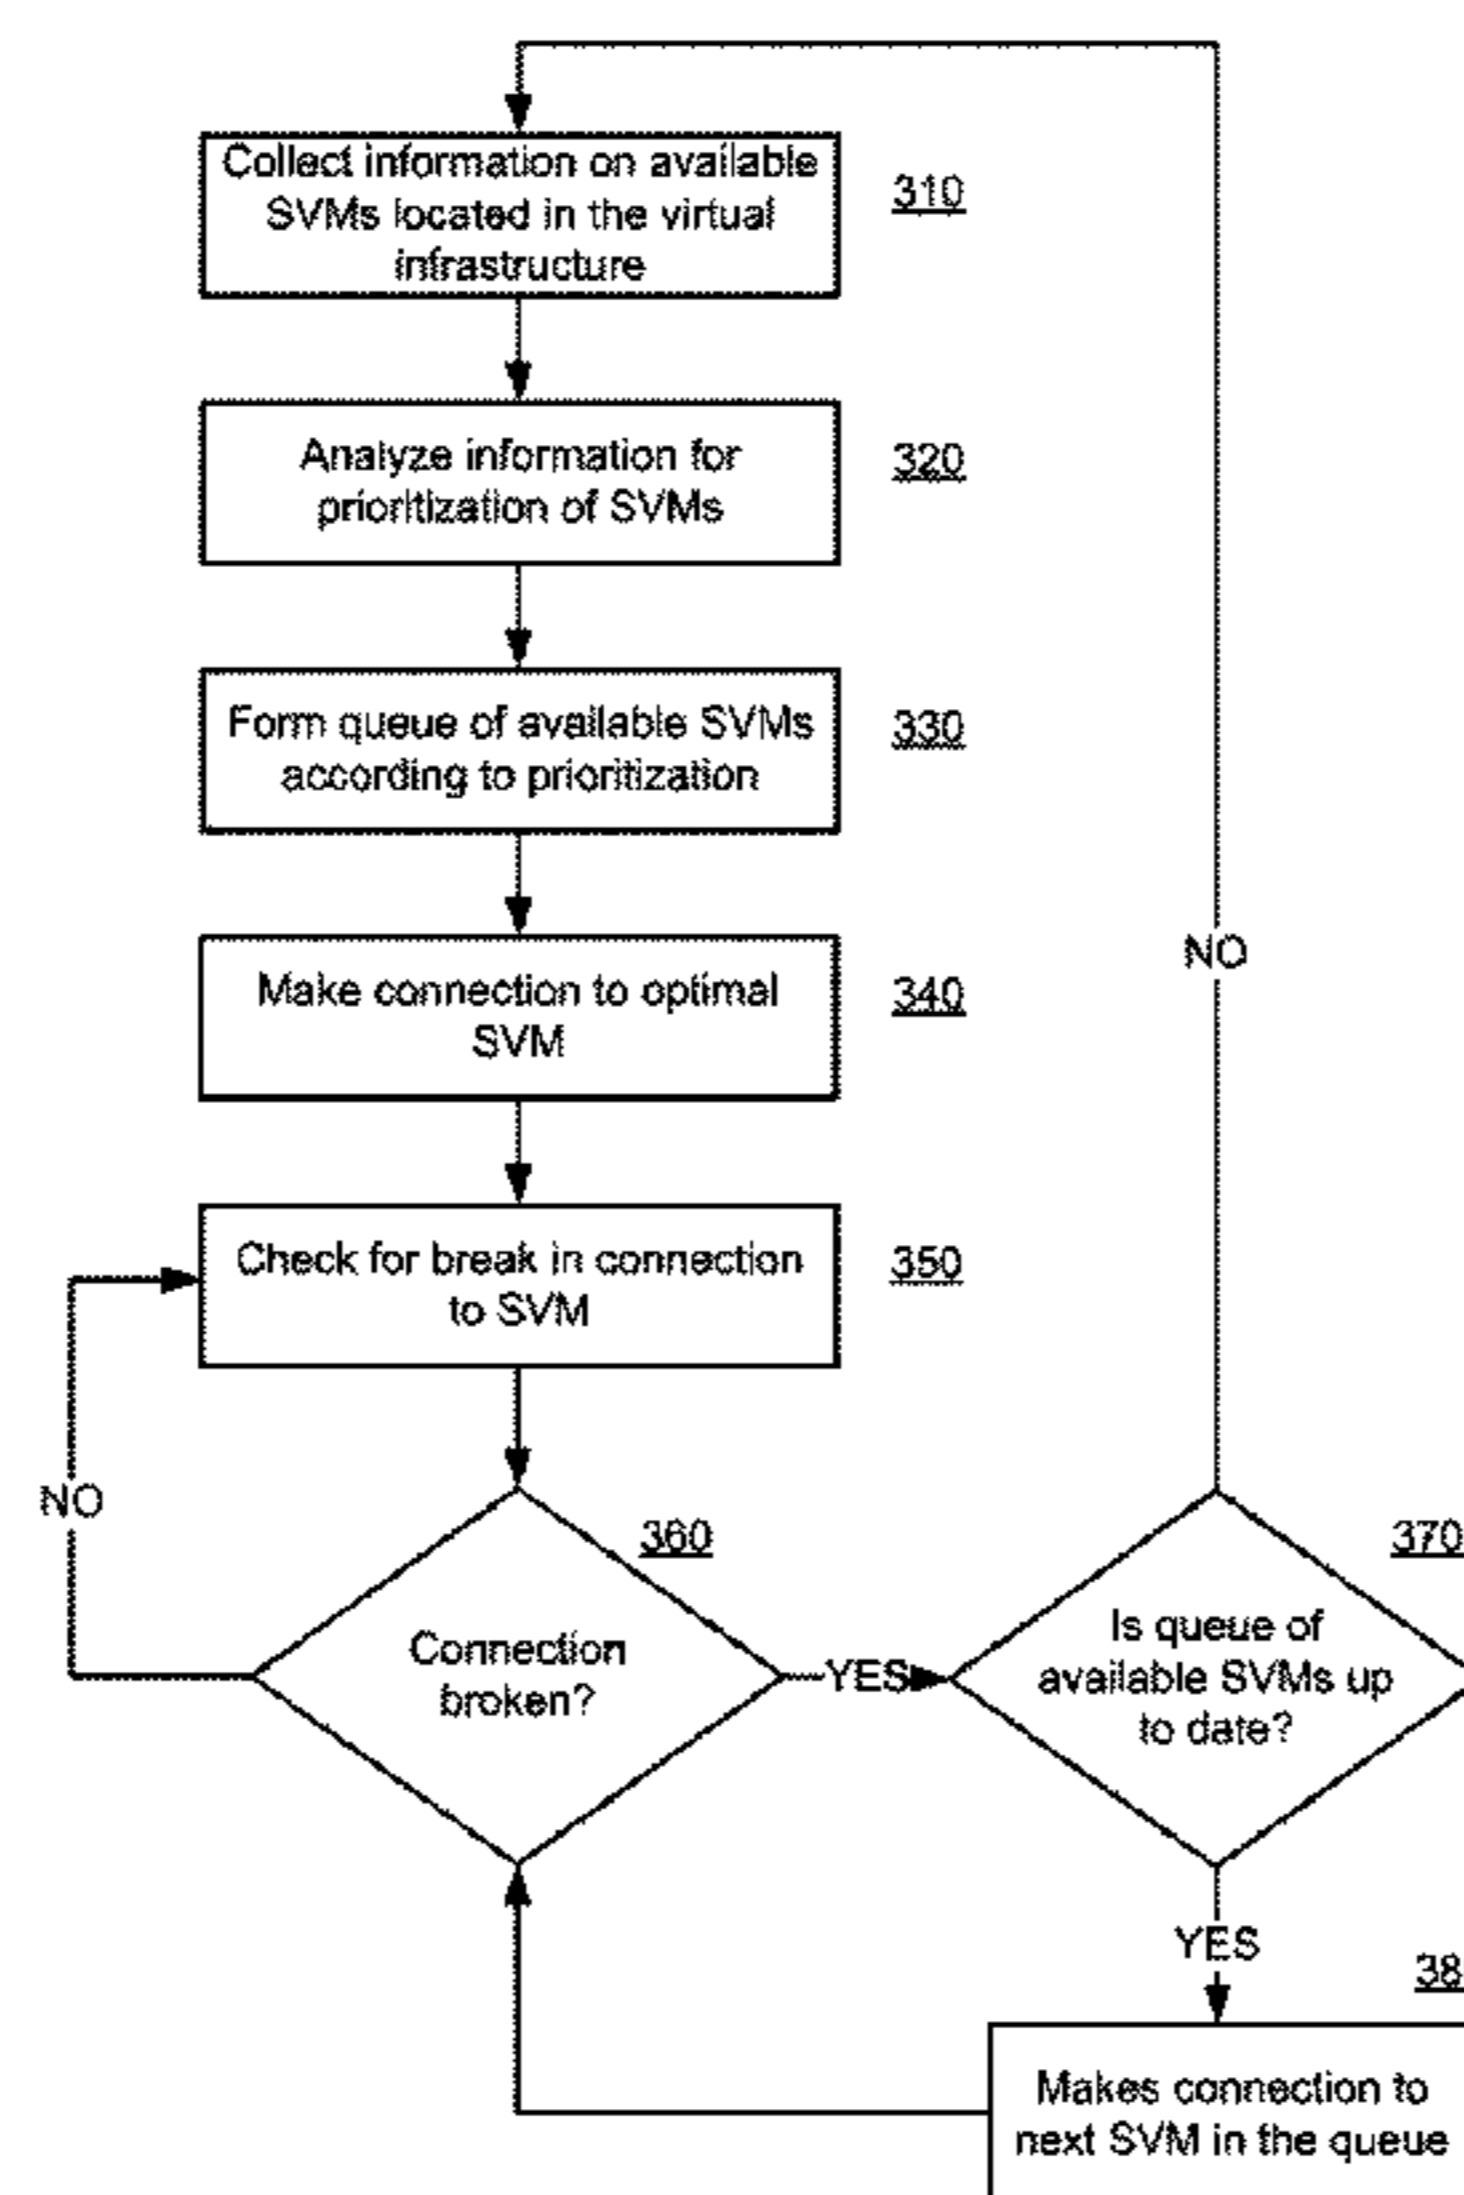 Collect information on available
SVMs located in the virtual
infrastructure
310
Analyze information for
prioritization of SVMs
320
Form queue of available SVMs
according to prioritization
330
Make connection to optimal
SVM
340
Check for break in connection
to SVM
350
NO
NO
360
Connection
broken?
YES
370
Is queue of
available SVMs up
to date?
YES
38
Makes connection to
next SVM in the queue